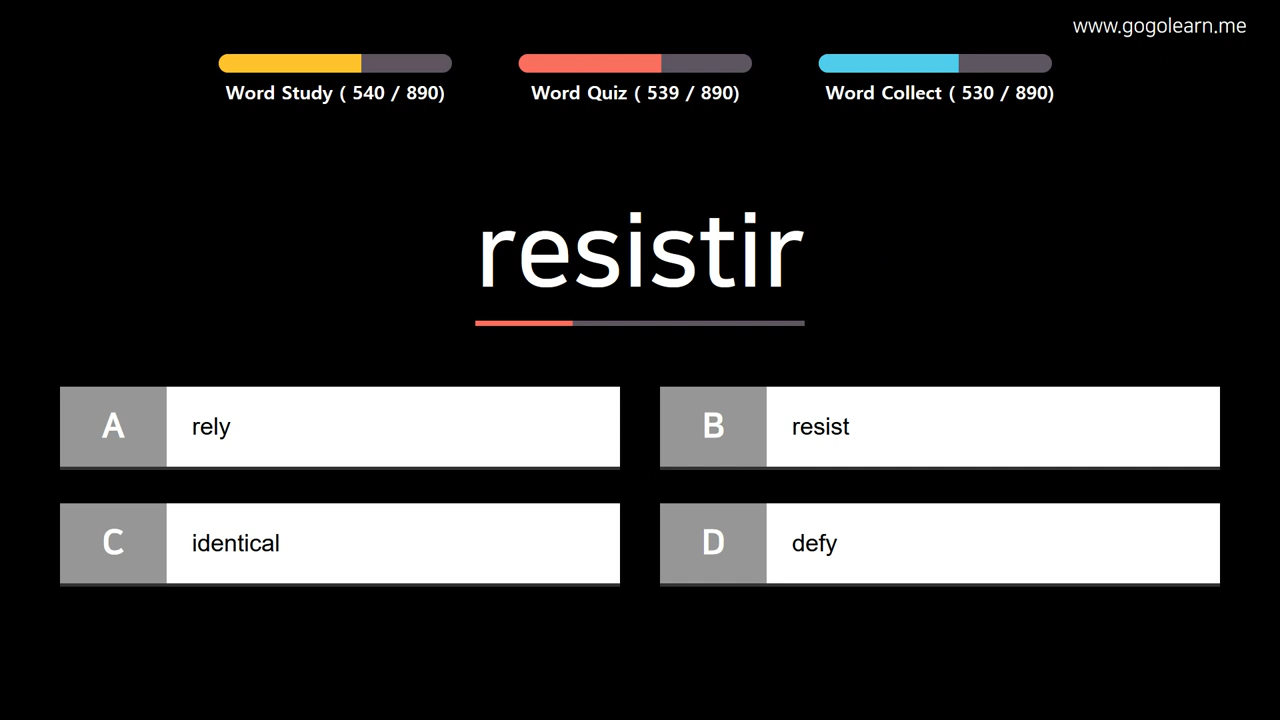 www.gogolearn.me
Word Study ( 540 / 890)
Word Quiz ( 539 / 890)
Word Collect ( 530 / 890)
resistir
A rely
B resist
C identical
D defy